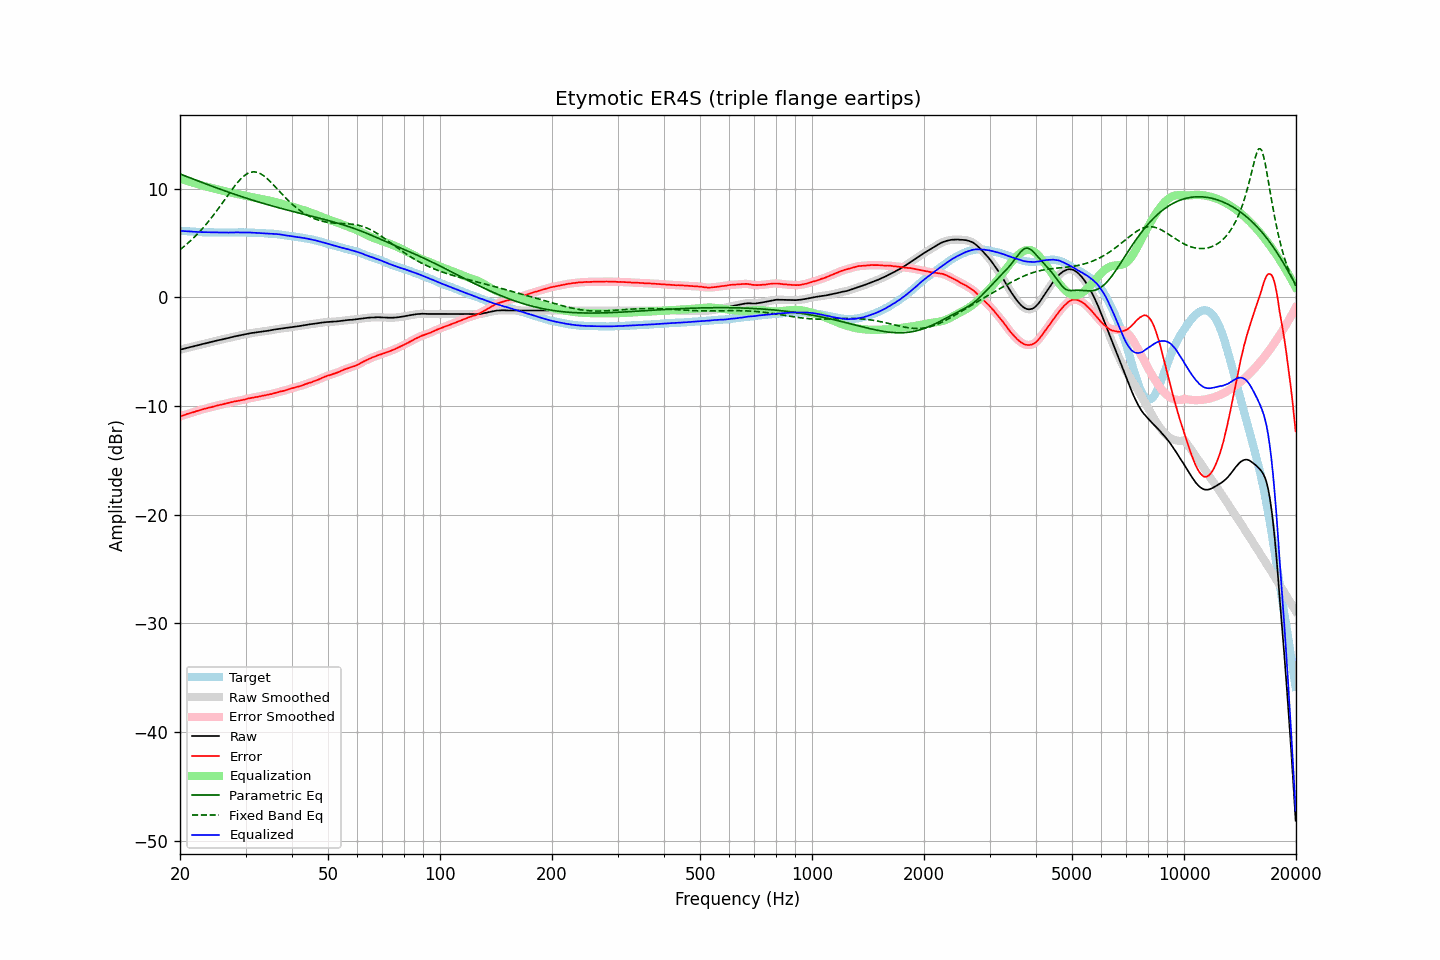 Etymotic ER4S (triple flange eartips)
Amplitude (dBr)
10
0
−10
−20
−30
−40
−50
Target
Raw Smoothed
Error Smoothed
Raw
Error
Equalization
Parametric Eq
Fixed Band Eq
Equalized
20 50 100 200 500 1000 2000 5000 10000 20000
Frequency (Hz)